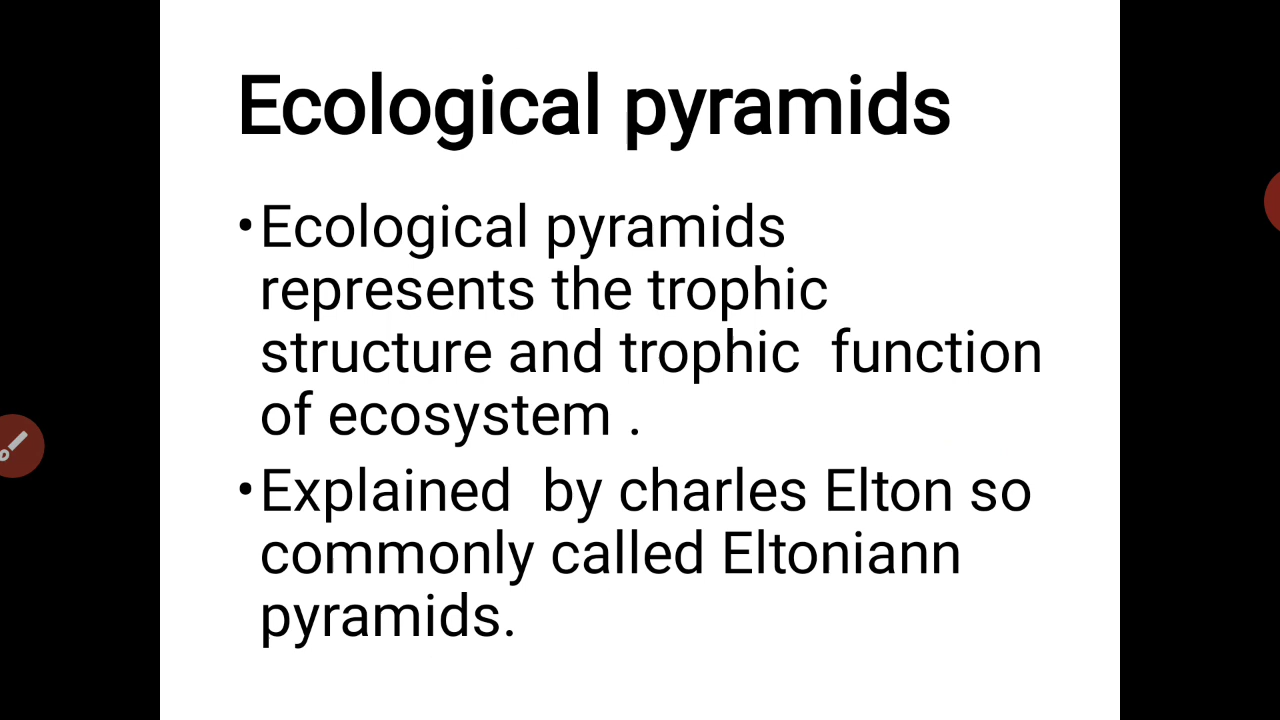 Ecological pyramids
•Ecological pyramids
represents the trophic
structure and trophic  function
of ecosystem .
•Explained  by charles Elton so
commonly called Eltoniann
pyramids.